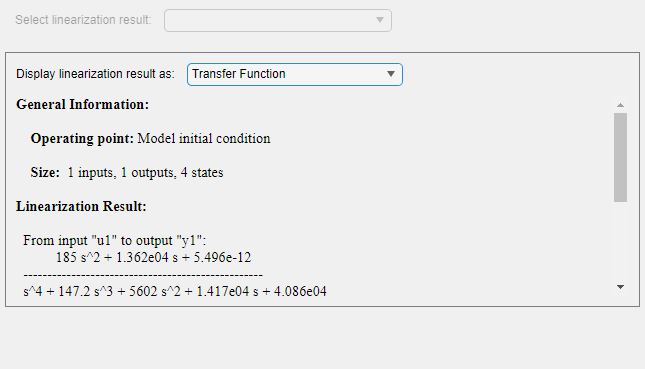 Select linearization result:
Display linearization result as: Transfer Function
General Information:
Operating point: Model initial condition
Size: 1 inputs, 1 outputs, 4 states
Linearization Result:
From input "u1" to output "y1":
185 s^2 + 1.362e04 s + 5.496e-12
----------------------------------------------------
s^4 + 147.2 s^3 + 5602 s^2 + 1.417e04 s + 4.086e04